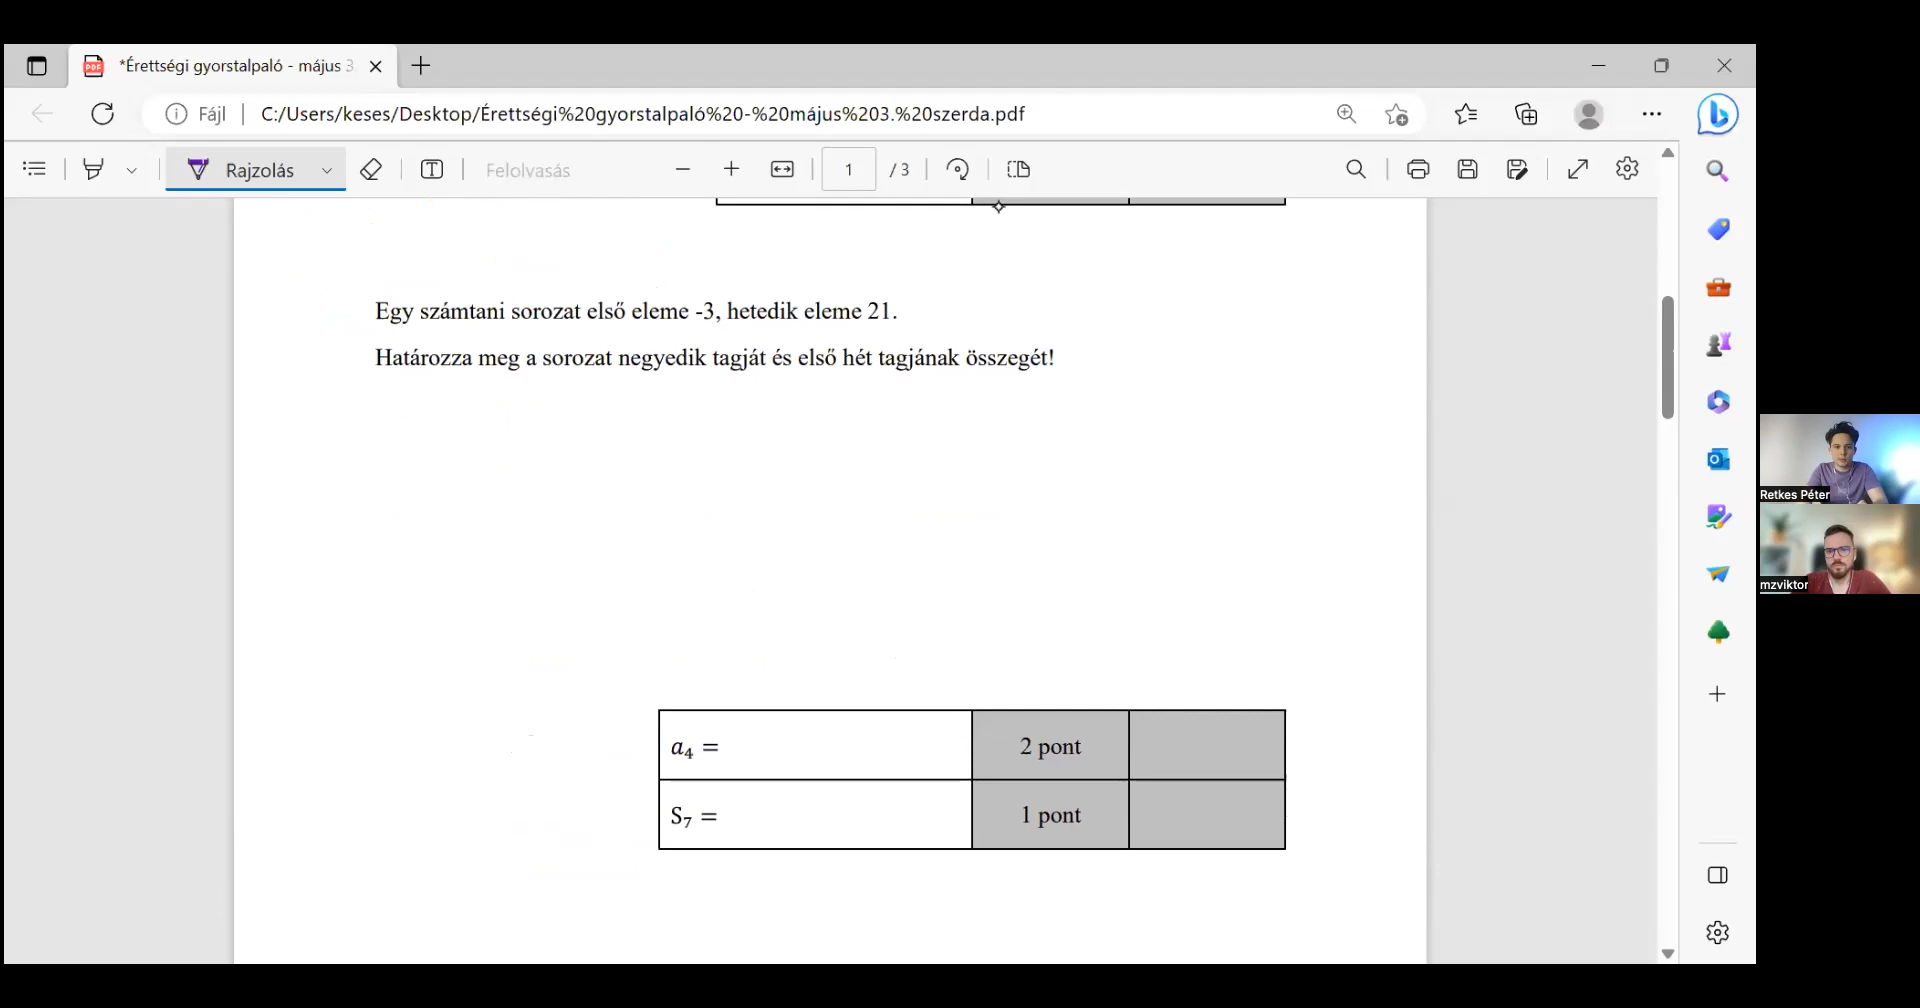 *Érettségi gyorstalpaló - május 3
Fájl
C:/Users/keses/Desktop/Érettségi%20gyorstalpaló%20-%20május%203.%20szerda.pdf
Rajzolás
Felolvasás
1
/ 3
Egy számtani sorozat első eleme -3, hetedik eleme 21.
Határozza meg a sorozat negyedik tagját és első hét tagjának összegét!
Retkes Péter
mzviktor
a₄ = 2 pont
S₇ = 1 pont